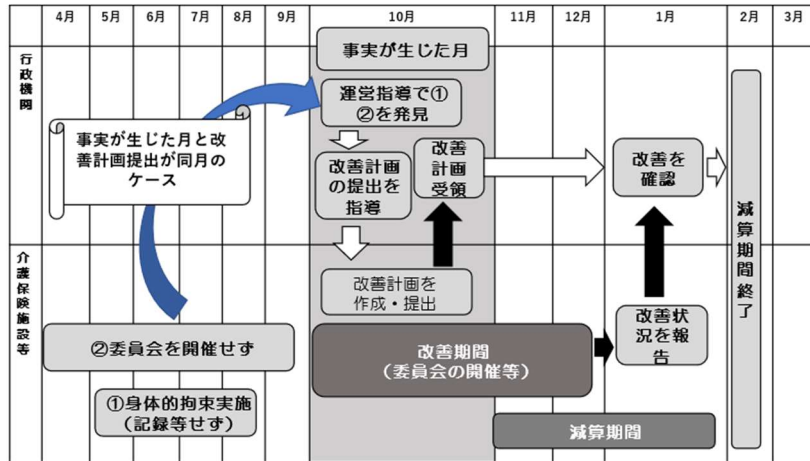 4月 5月 6月 7月 8月 9月 10月 11月 12月 1月 2月 3月
行政機関
事実が生じた月
運営指導で①
②を発見
事実が生じた月と改
善計画提出が同月の
ケース
改善計画
の提出を
指導
改善
計画
受領
改善を
確認
減算期間終了
介護保険施設等
改善計画を
作成・提出
②委員会を開催せず
改善期間
(委員会の開催等)
改善状
況を報
告
①身体的拘束実施
(記録等せず)
減算期間